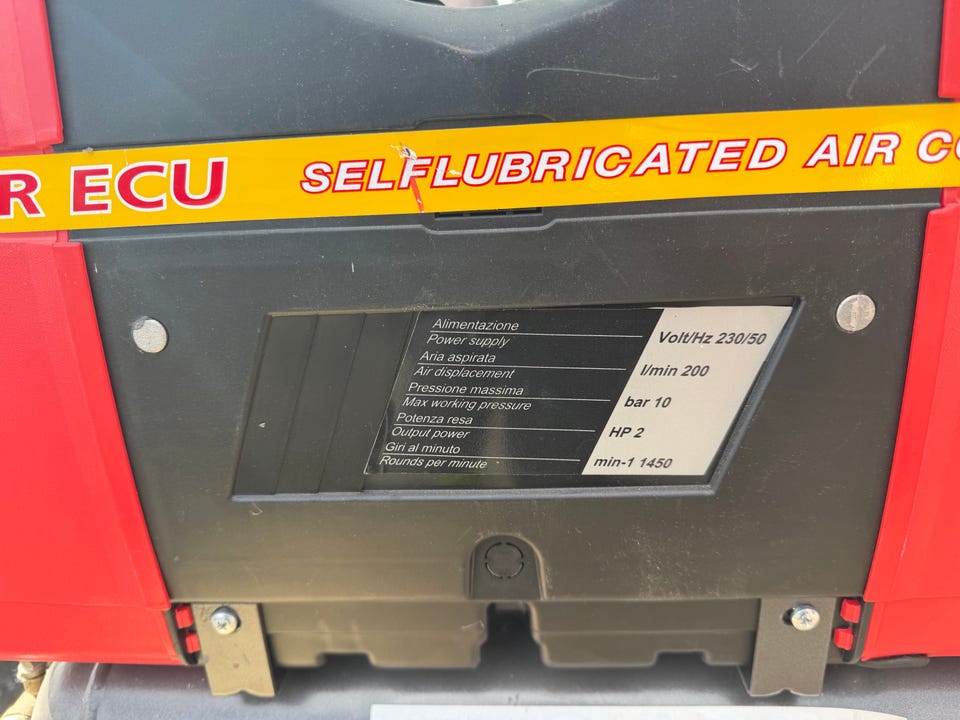 R ECU SELFLUBRICATED AIR CO
Alimentazione
Power supply Volt/Hz 230/50
Aria aspirata
Air displacement l/min 200
Pressione massima
Max working pressure bar 10
Potenza resa
Output power HP 2
Giri al minuto
Rounds per minute min-1 1450